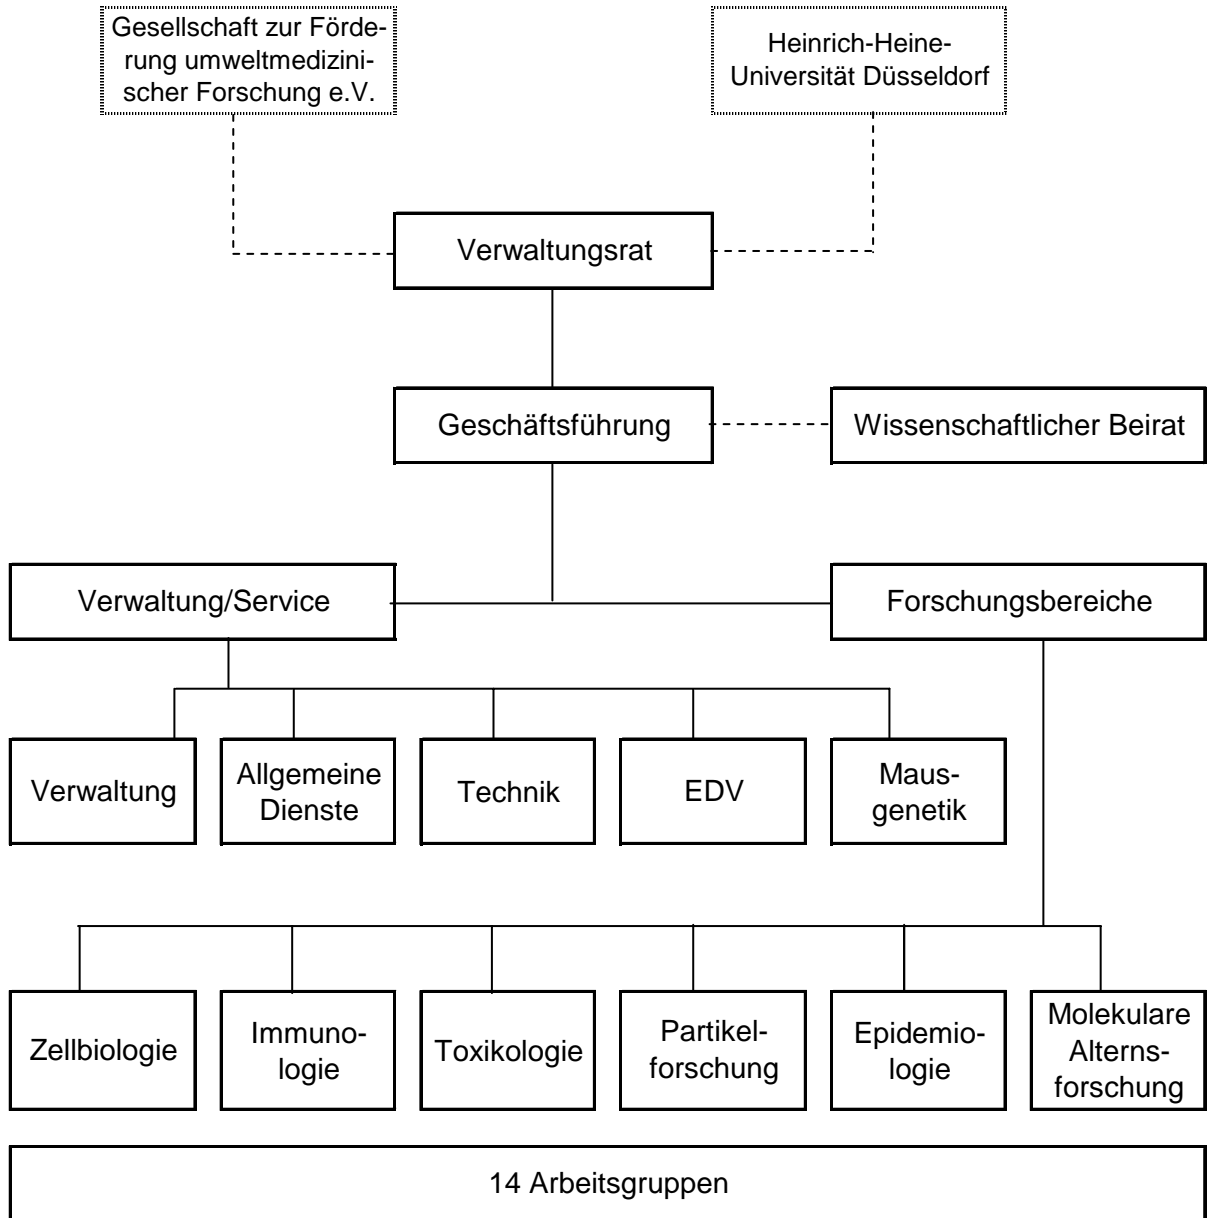 Gesellschaft zur Förde-
rung umweltmedizini-
scher Forschung e.V.
Heinrich-Heine-
Universität Düsseldorf
Verwaltungsrat
Geschäftsführung
Wissenschaftlicher Beirat
Verwaltung/Service
Forschungsbereiche
Verwaltung
Allgemeine
Dienste
Technik
EDV
Maus-
genetik
Zellbiologie
Immuno-
logie
Toxikologie
Partikel-
forschung
Epidemio-
logie
Molekulare
Alterns-
forschung
14 Arbeitsgruppen